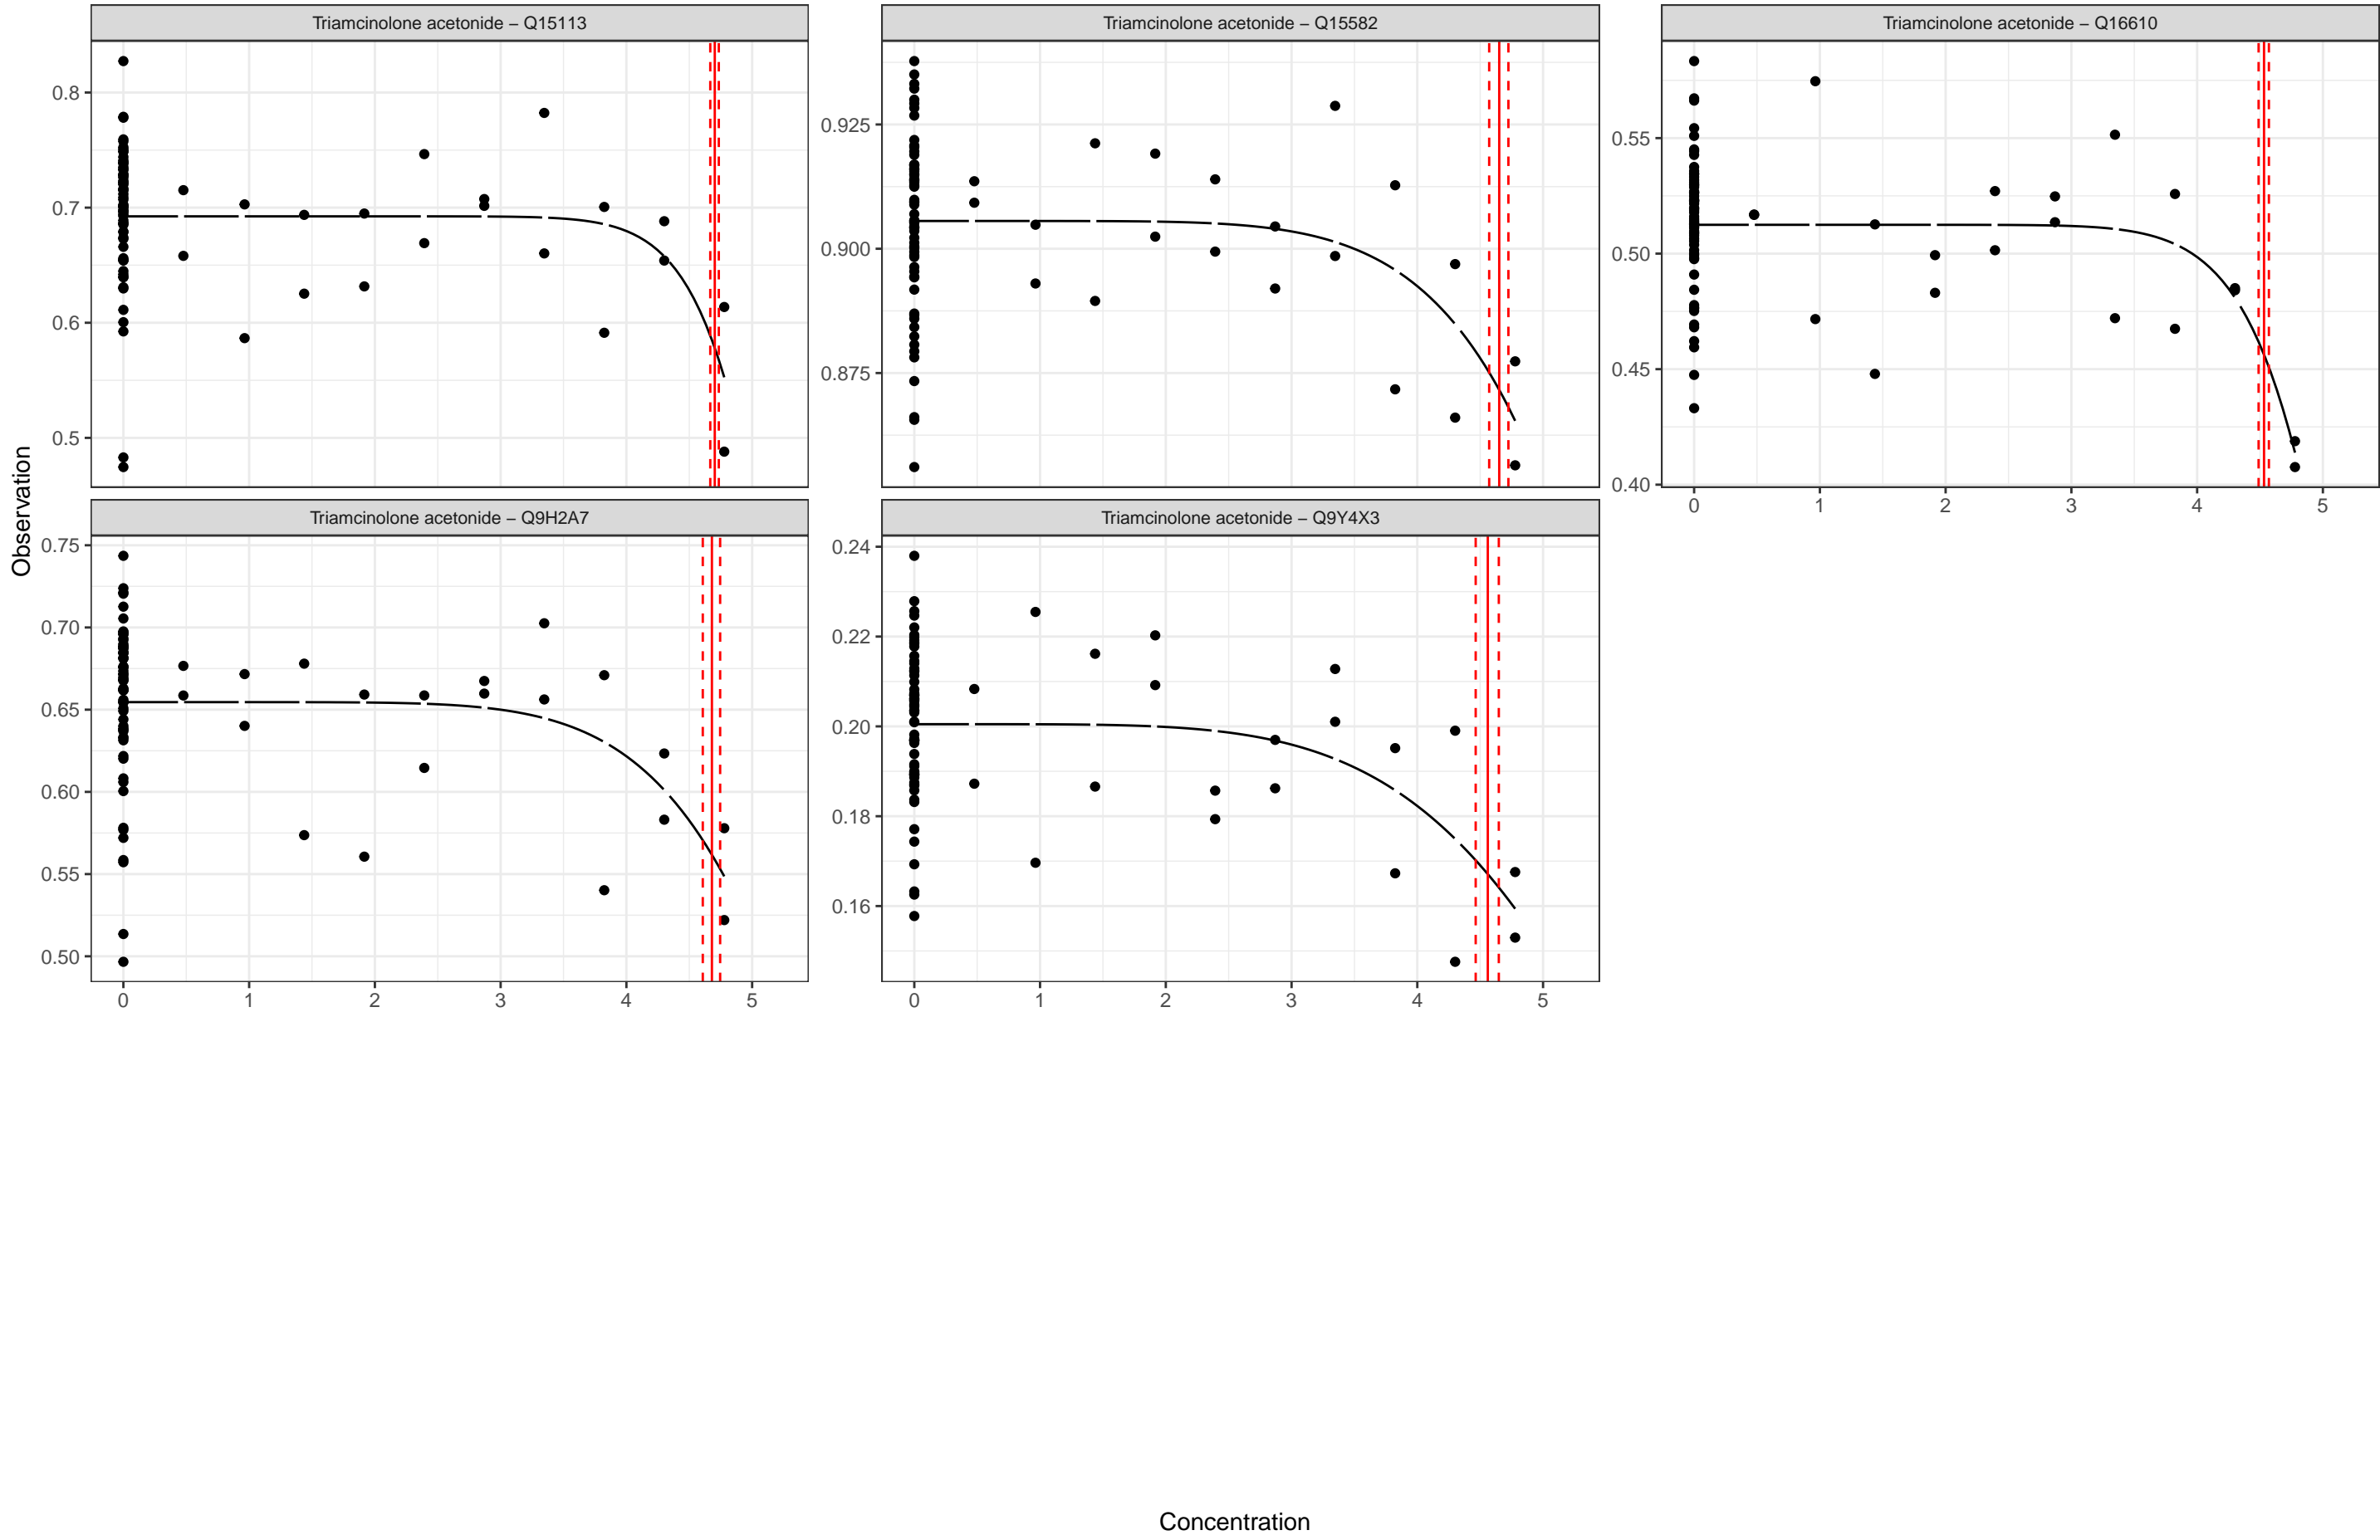 Triamcinolone acetonide – Q15113
Triamcinolone acetonide – Q15582
Triamcinolone acetonide – Q16610
0.8
0.7
0.6
0.5
0.925
0.900
0.875
0.55
0.50
0.45
0.40
0 1 2 3 4 5
Observation
Triamcinolone acetonide – Q9H2A7
Triamcinolone acetonide – Q9Y4X3
0.75
0.70
0.65
0.60
0.55
0.50
0 1 2 3 4 5
0.24
0.22
0.20
0.18
0.16
0 1 2 3 4 5
Concentration